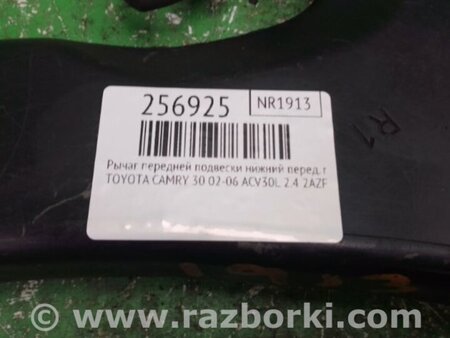 256925
NR1913
Рычаг передней подвески нижний перед. г
TOYOTA CAMRY 30 02-06 ACV30L 2.4 2AZF
R1
www.razborki.com